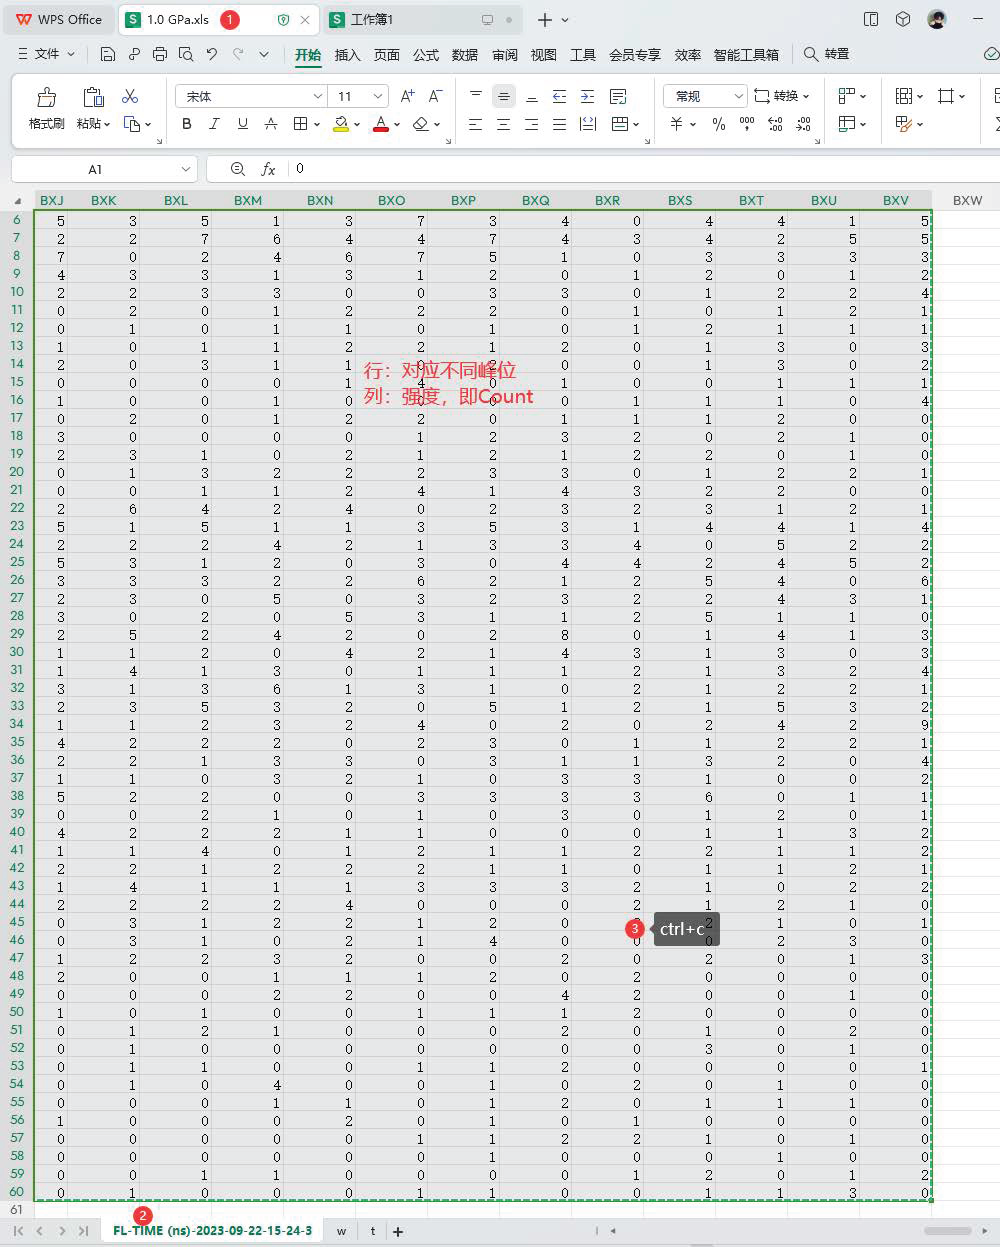 WPS Office
S 1.0 GPa.xls 1
S 工作簿1
文件
开始 插入 页面 公式 数据 审阅 视图 工具 会员专享 效率 智能工具箱 转置
格式刷 粘贴 宋体 11 A+ A- 常规 转换
B I U A A ¥ % 000 .00
A1 fx 0
BXJ BXK BXL BXM BXN BXO BXP BXQ BXR BXS BXT BXU BXV BXW
6 5 3 5 1 3 7 3 4 0 4 4 1 5
7 2 2 7 6 4 4 7 4 3 4 2 5 5
8 7 0 2 4 6 7 5 1 0 3 3 3 3
9 4 3 3 1 3 1 2 0 1 2 0 1 2
10 2 2 3 3 0 0 3 3 0 1 2 2 4
11 0 2 0 1 2 2 2 0 1 0 1 2 1
12 0 1 0 1 1 0 1 0 1 2 1 1 1
13 1 0 1 1 2 2 1 2 0 1 3 0 3
14 2 0 3 1 1 0 2 0 0 1 3 0 2
行：对应不同峰位
15 0 0 0 0 1 4 0 1 0 0 1 1 1
列：强度，即Count
16 1 0 0 1 0 0 0 0 1 1 1 0 4
17 0 2 0 1 2 2 0 1 1 1 2 0 0
18 3 0 0 0 0 1 2 3 2 0 2 1 0
19 2 3 1 0 2 1 2 1 2 2 0 1 0
20 0 1 3 2 2 2 3 3 0 1 2 2 1
21 0 0 1 1 2 4 1 4 3 2 2 0 0
22 2 6 4 2 4 0 2 3 2 3 1 2 1
23 5 1 5 1 1 3 5 3 1 4 4 1 4
24 2 2 2 4 2 1 3 3 4 0 5 2 2
25 5 3 1 2 0 3 0 4 4 2 4 5 2
26 3 3 3 2 2 6 2 1 2 5 4 0 6
27 2 3 0 5 0 3 2 3 2 2 4 3 1
28 3 0 2 0 5 3 1 1 2 5 1 1 0
29 2 5 2 4 2 0 2 8 0 1 4 1 3
30 1 1 2 0 4 2 1 4 3 1 3 0 3
31 1 4 1 3 0 1 1 1 2 1 3 2 4
32 3 1 3 6 1 3 1 0 2 1 2 2 1
33 2 3 5 3 2 0 5 1 2 1 5 3 2
34 1 1 2 3 2 4 0 2 0 2 4 2 9
35 4 2 2 2 0 2 3 0 1 1 2 2 1
36 2 2 1 3 3 0 3 1 1 3 2 0 4
37 1 1 0 3 2 1 0 3 3 1 0 0 2
38 5 2 2 0 0 3 3 3 3 6 0 1 1
39 0 0 2 1 0 1 0 3 0 1 2 0 1
40 4 2 2 2 1 1 0 0 0 1 1 3 2
41 1 1 4 0 1 2 1 1 2 2 1 1 2
42 2 2 1 2 2 2 1 1 0 1 1 2 1
43 1 4 1 1 1 3 3 3 2 1 0 2 2
44 2 2 2 2 4 0 0 0 2 1 2 1 0
45 0 3 1 2 2 1 2 0 3 ctrl+c 2 1 0 1
46 0 3 1 0 2 1 4 0 0 0 2 3 0
47 1 2 2 3 2 0 0 2 0 2 0 1 3
48 2 0 0 1 1 1 2 0 2 0 0 0 0
49 0 0 0 2 2 0 0 4 2 0 0 1 0
50 1 0 1 0 0 1 1 1 2 0 0 0 0
51 0 1 2 1 0 0 0 2 0 1 0 2 0
52 0 1 0 0 0 0 0 0 0 3 0 1 0
53 0 1 1 0 0 1 1 2 0 0 0 0 1
54 0 1 0 4 0 0 1 0 2 0 1 0 0
55 0 0 0 1 1 0 1 2 0 1 1 1 0
56 1 0 0 0 2 0 1 0 1 0 0 0 0
57 0 0 0 0 0 1 1 2 2 1 0 1 0
58 0 0 0 0 0 0 1 0 0 0 1 0 0
59 0 0 1 1 0 0 0 0 1 2 0 1 2
60 0 1 0 0 0 1 1 0 0 1 1 3 0
61
2
FL-TIME (ns)-2023-09-22-15-24-3 w t +